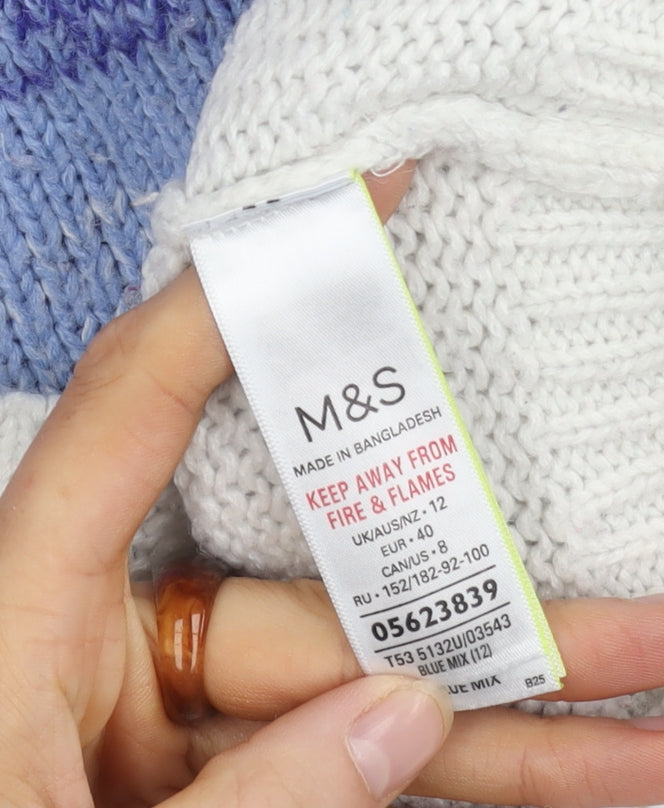 M&S
MADE IN BANGLADESH
KEEP AWAY FROM
FIRE & FLAMES
UK/AUS/NZ • 12
EUR • 40
CAN/US • 8
RU • 152/182-92-100
05623839
T53 5132U/03543
BLUE MIX (12)
MIX B25